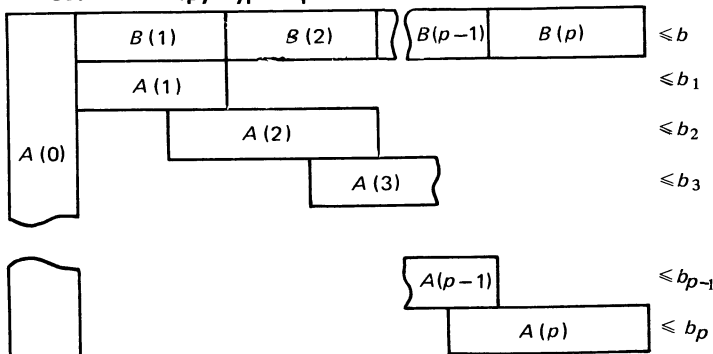 B(1) B(2) B(p−1) B(p) ⩽b
A(1) ⩽b₁
A(2) ⩽b₂
A(0)
A(3) ⩽b₃
A(p−1) ⩽bₚ₋₁
A(p) ⩽bₚ